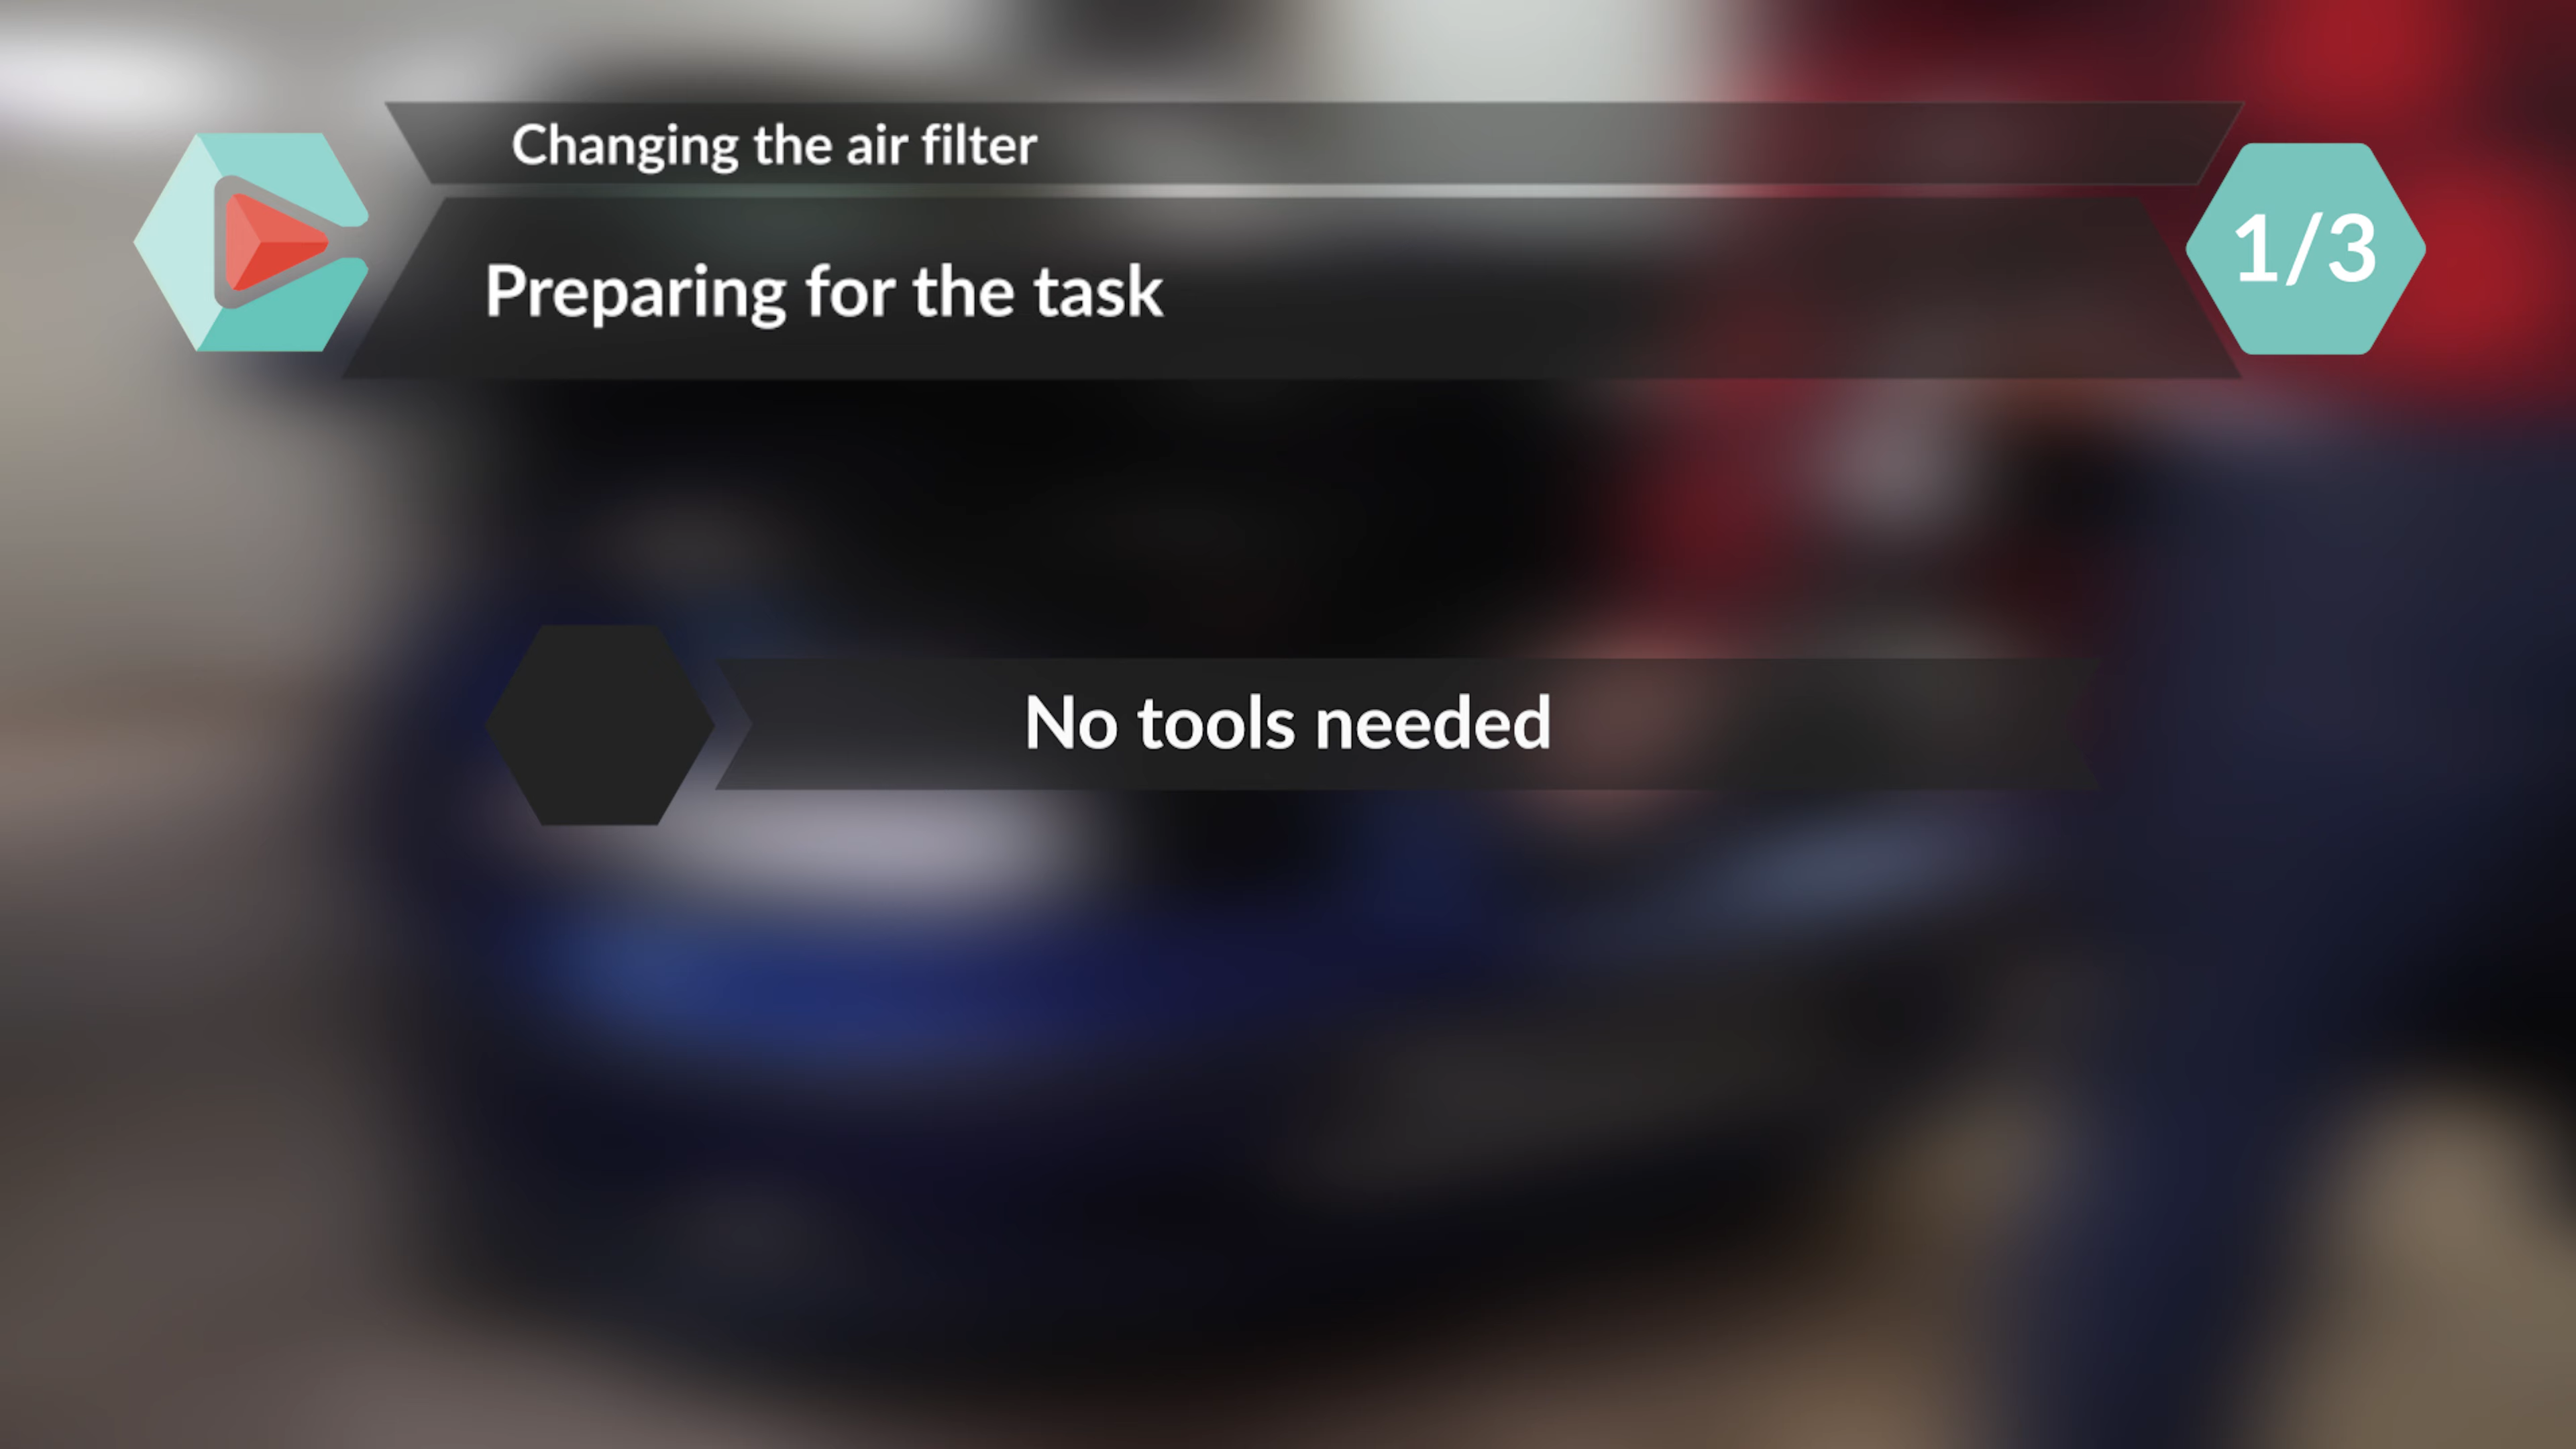 Changing the air filter
Preparing for the task
1/3
No tools needed